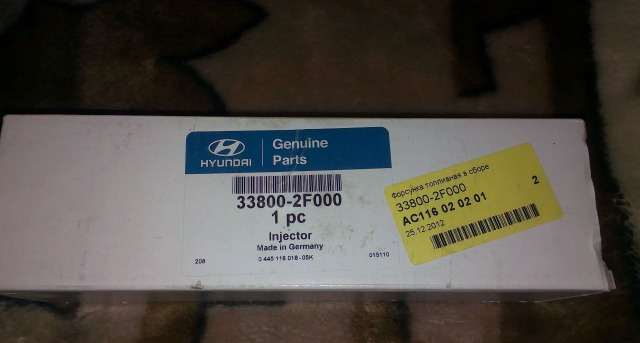 HYUNDAI
Genuine
Parts
33800-2F000
1 pc
Injector
Made in Germany
208 0 445 116 018-05K 015110
Форсунка топливная в сборе
33800-2F000
AC116 02 02 01 2
25.12.2012